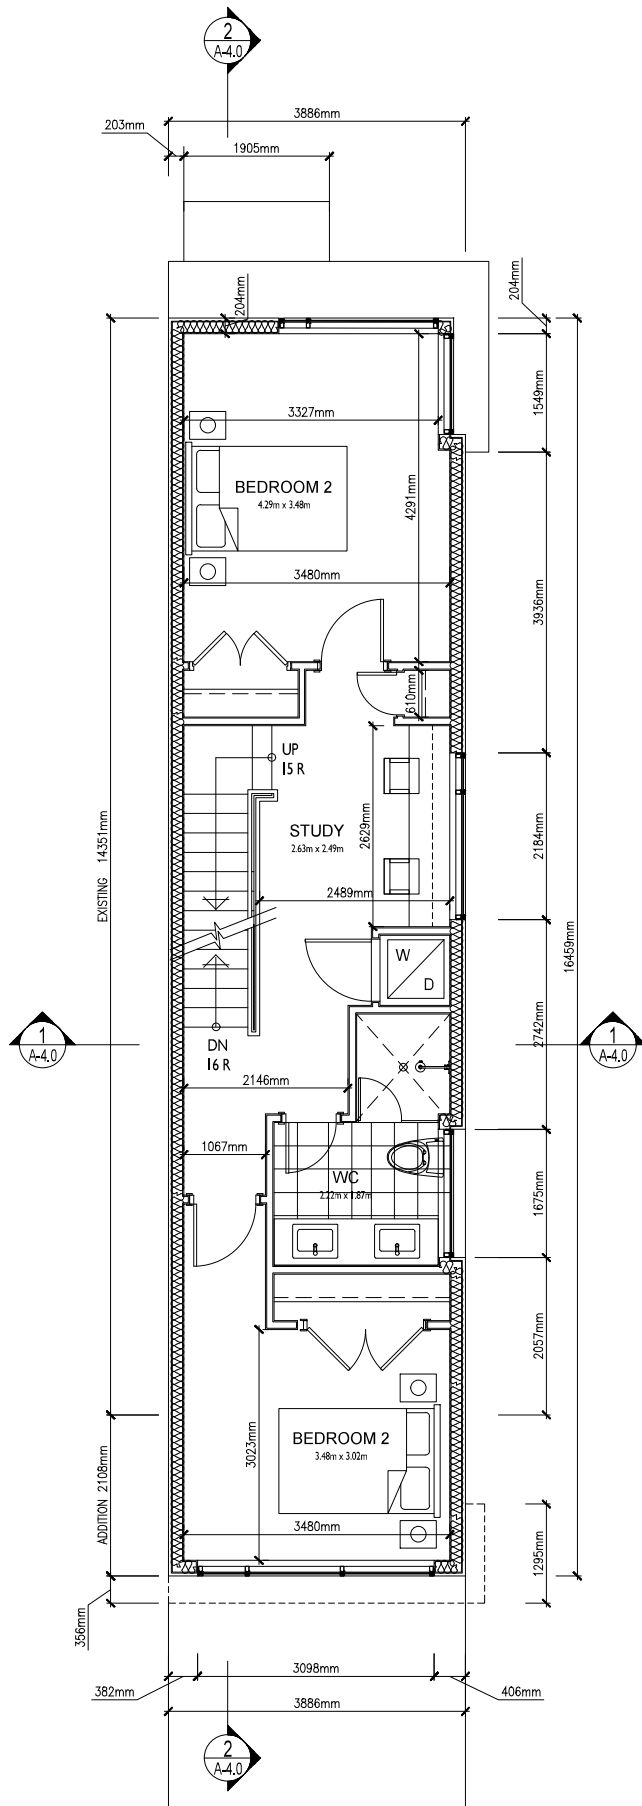 2
A-4.0
3886mm
203mm
1905mm
204mm
204mm
1549mm
3327mm
BEDROOM 2
4.29m x 3.48m
4291mm
3480mm
3936mm
610mm
UP
15 R
STUDY
2.63m x 2.49m
2629mm
2184mm
EXISTING 14351mm
2489mm
16459mm
W
D
1
A-4.0
DN
16 R
2742mm
1
A-4.0
2146mm
1067mm
WC
2.22m x 1.87m
1675mm
2057mm
3023mm
BEDROOM 2
3.48m x 3.02m
ADDITION 2108mm
3480mm
1295mm
356mm
382mm
3098mm
406mm
3886mm
2
A-4.0